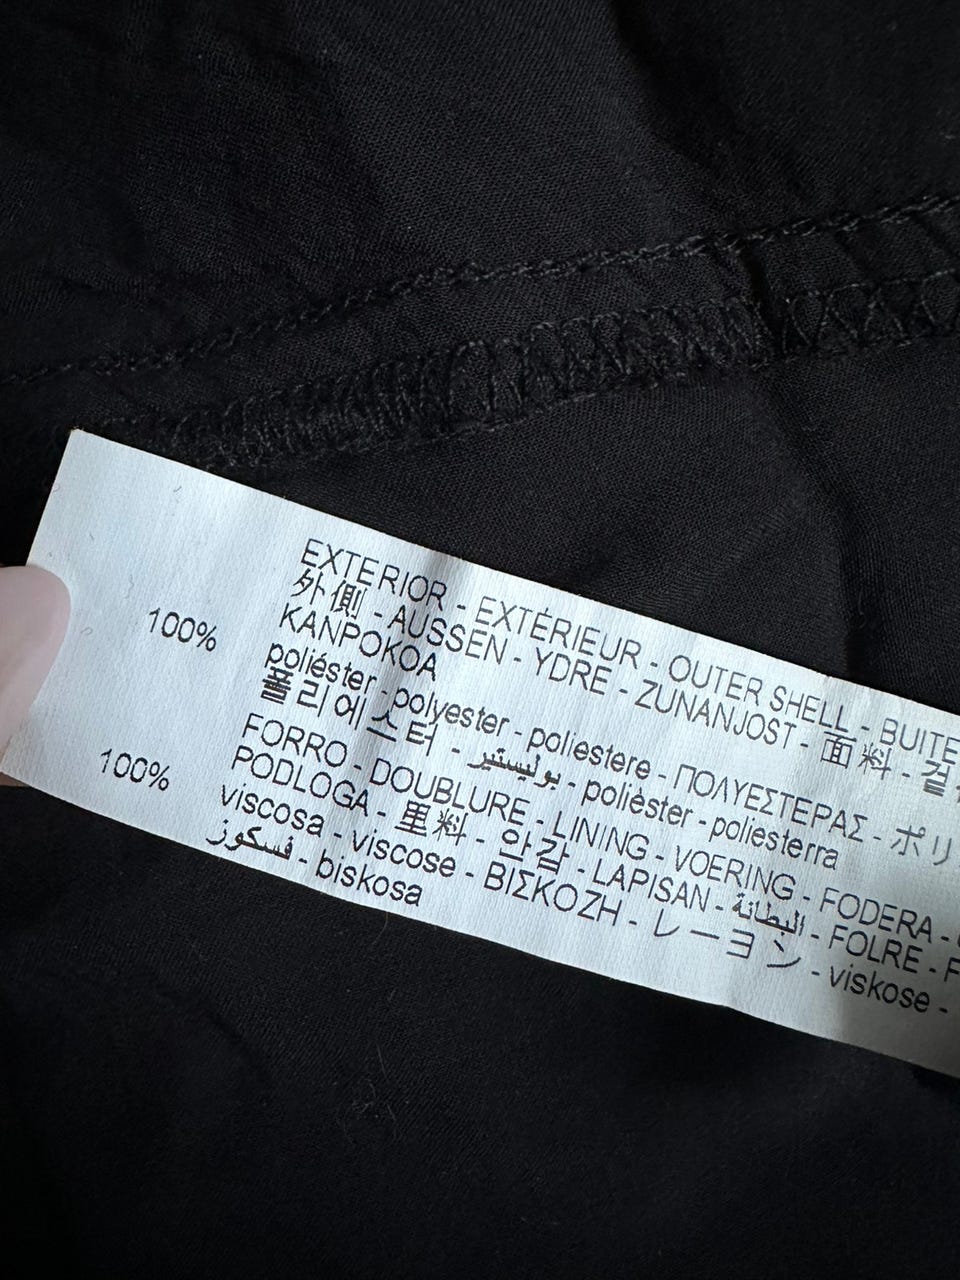 EXTERIOR - EXTÉRIEUR - OUTER SHELL - BUITE
外側 - AUSSEN - YDRE - ZUNANJOST - 面料 - 겉
KANPOKOA
100% poliéster - polyester - poliestere - ΠΟΛΥΕΣΤΕΡΑΣ - ポリ
폴리에스터 - بوليستير - polièster - poliesterra
FORRO - DOUBLURE - LINING - VOERING - FODERA -
PODLOGA - 里料 - 안감 - LAPISAN - البطانة - FOLRE - F
100% viscosa - viscose - ΒΙΣΚΟΖΗ - レーヨン - viskose -
فسكوز - biskosa